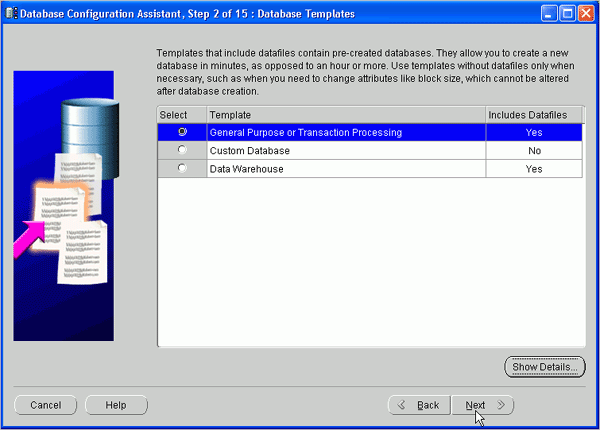 Database Configuration Assistant, Step 2 of 15 : Database Templates
Templates that include datafiles contain pre-created databases. They allow you to create a new
database in minutes, as opposed to an hour or more. Use templates without datafiles only when
necessary, such as when you need to change attributes like block size, which cannot be altered
after database creation.
Select Template Includes Datafiles
General Purpose or Transaction Processing Yes
Custom Database No
Data Warehouse Yes
Show Details...
Cancel Help Back Next